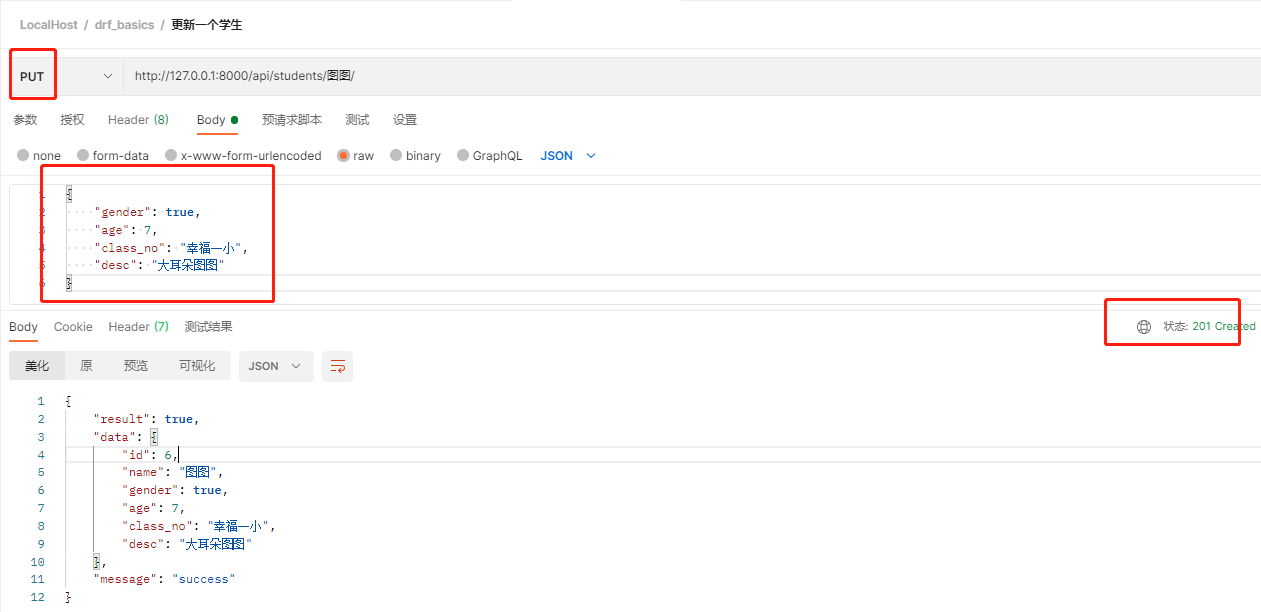 LocalHost / drf_basics / 更新一个学生
PUT http://127.0.0.1:8000/api/students/图图/
参数 授权 Header (8) Body 预请求脚本 测试 设置
none form-data x-www-form-urlencoded raw binary GraphQL JSON
1 {
2 "gender": true,
3 "age": 7,
4 "class_no": "幸福一小",
5 "desc": "大耳朵图图"
6 }
Body Cookie Header (7) 测试结果 状态: 201 Created
美化 原 预览 可视化 JSON
1 {
2 "result": true,
3 "data": {
4 "id": 6,
5 "name": "图图",
6 "gender": true,
7 "age": 7,
8 "class_no": "幸福一小",
9 "desc": "大耳朵图图"
10 },
11 "message": "success"
12 }